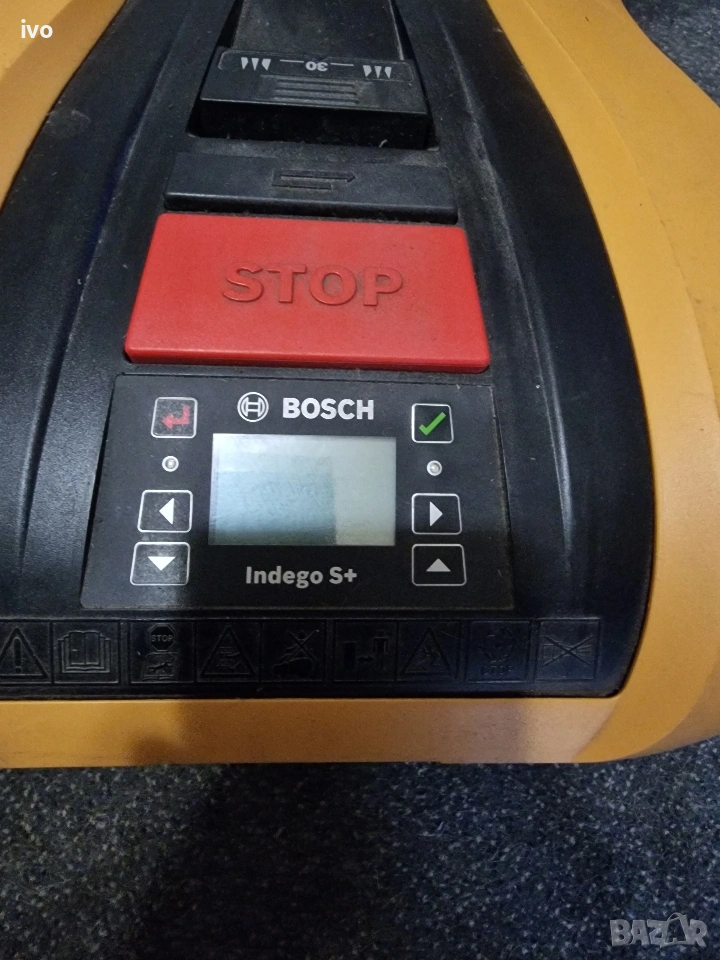 ivo
30
STOP
BOSCH
Indego S+
STOP
BAZAR